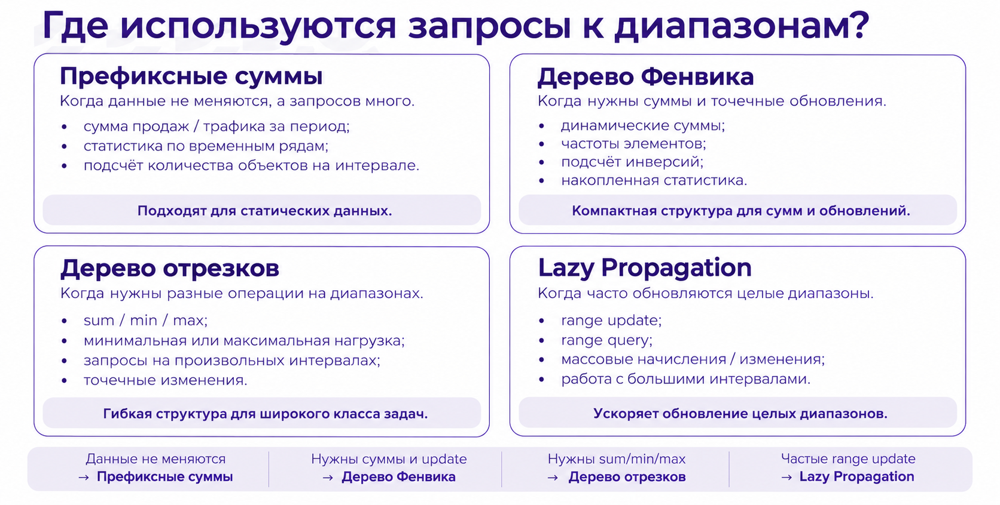 Где используются запросы к диапазонам?
Префиксные суммы
Когда данные не меняются, а запросов много.
• сумма продаж / трафика за период;
• статистика по временным рядам;
• подсчёт количества объектов на интервале.
Подходят для статических данных.
Дерево Фенвика
Когда нужны суммы и точечные обновления.
• динамические суммы;
• частоты элементов;
• подсчёт инверсий;
• накопленная статистика.
Компактная структура для сумм и обновлений.
Дерево отрезков
Когда нужны разные операции на диапазонах.
• sum / min / max;
• минимальная или максимальная нагрузка;
• запросы на произвольных интервалах;
• точечные изменения.
Гибкая структура для широкого класса задач.
Lazy Propagation
Когда часто обновляются целые диапазоны.
• range update;
• range query;
• массовые начисления / изменения;
• работа с большими интервалами.
Ускоряет обновление целых диапазонов.
Данные не меняются
→ Префиксные суммы
Нужны суммы и update
→ Дерево Фенвика
Нужны sum/min/max
→ Дерево отрезков
Частые range update
→ Lazy Propagation